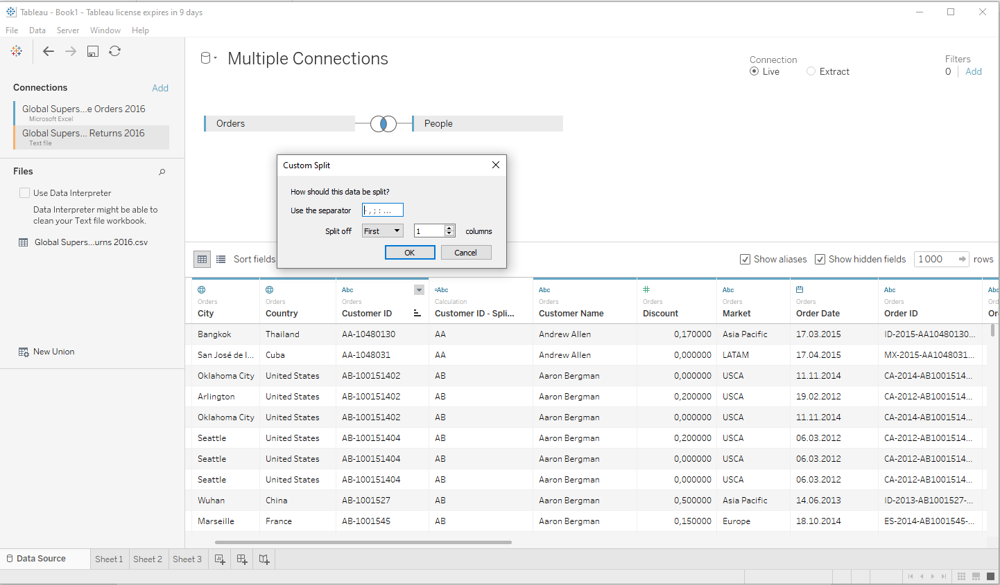 Tableau - Book1 - Tableau license expires in 9 days
File Data Server Window Help
Connections Add
Global Supers...e Orders 2016
Microsoft Excel
Global Supers... Returns 2016
Text file
Files
Use Data Interpreter
Data Interpreter might be able to
clean your Text file workbook.
Global Supers...urns 2016.csv
New Union
Multiple Connections
Connection
Live Extract
Filters
0 Add
Orders People
Custom Split
How should this data be split?
Use the separator - , ; : ...
Split off First 1 columns
OK Cancel
Sort fields Show aliases Show hidden fields 1 000 rows
Abc =Abc Abc # Abc Abc Abc
Orders Orders Orders Calculation Orders Orders Orders Orders Orders
City Country Customer ID Customer ID - Spli... Customer Name Discount Market Order Date Order ID
Bangkok Thailand AA-10480130 AA Andrew Allen 0,170000 Asia Pacific 17.03.2015 ID-2015-AA10480130...
San José de l... Cuba AA-1048031 AA Andrew Allen 0,000000 LATAM 17.04.2015 MX-2015-AA1048031...
Oklahoma City United States AB-100151402 AB Aaron Bergman 0,000000 USCA 11.11.2014 CA-2014-AB1001514...
Arlington United States AB-100151402 AB Aaron Bergman 0,200000 USCA 19.02.2012 CA-2012-AB1001514...
Oklahoma City United States AB-100151402 AB Aaron Bergman 0,000000 USCA 11.11.2014 CA-2014-AB1001514...
Seattle United States AB-100151404 AB Aaron Bergman 0,200000 USCA 06.03.2012 CA-2012-AB1001514...
Seattle United States AB-100151404 AB Aaron Bergman 0,000000 USCA 06.03.2012 CA-2012-AB1001514...
Seattle United States AB-100151404 AB Aaron Bergman 0,000000 USCA 06.03.2012 CA-2012-AB1001514...
Wuhan China AB-1001527 AB Aaron Bergman 0,500000 Asia Pacific 14.06.2013 ID-2013-AB1001527-...
Marseille France AB-1001545 AB Aaron Bergman 0,150000 Europe 18.10.2014 ES-2014-AB1001545-...
Data Source Sheet 1 Sheet 2 Sheet 3